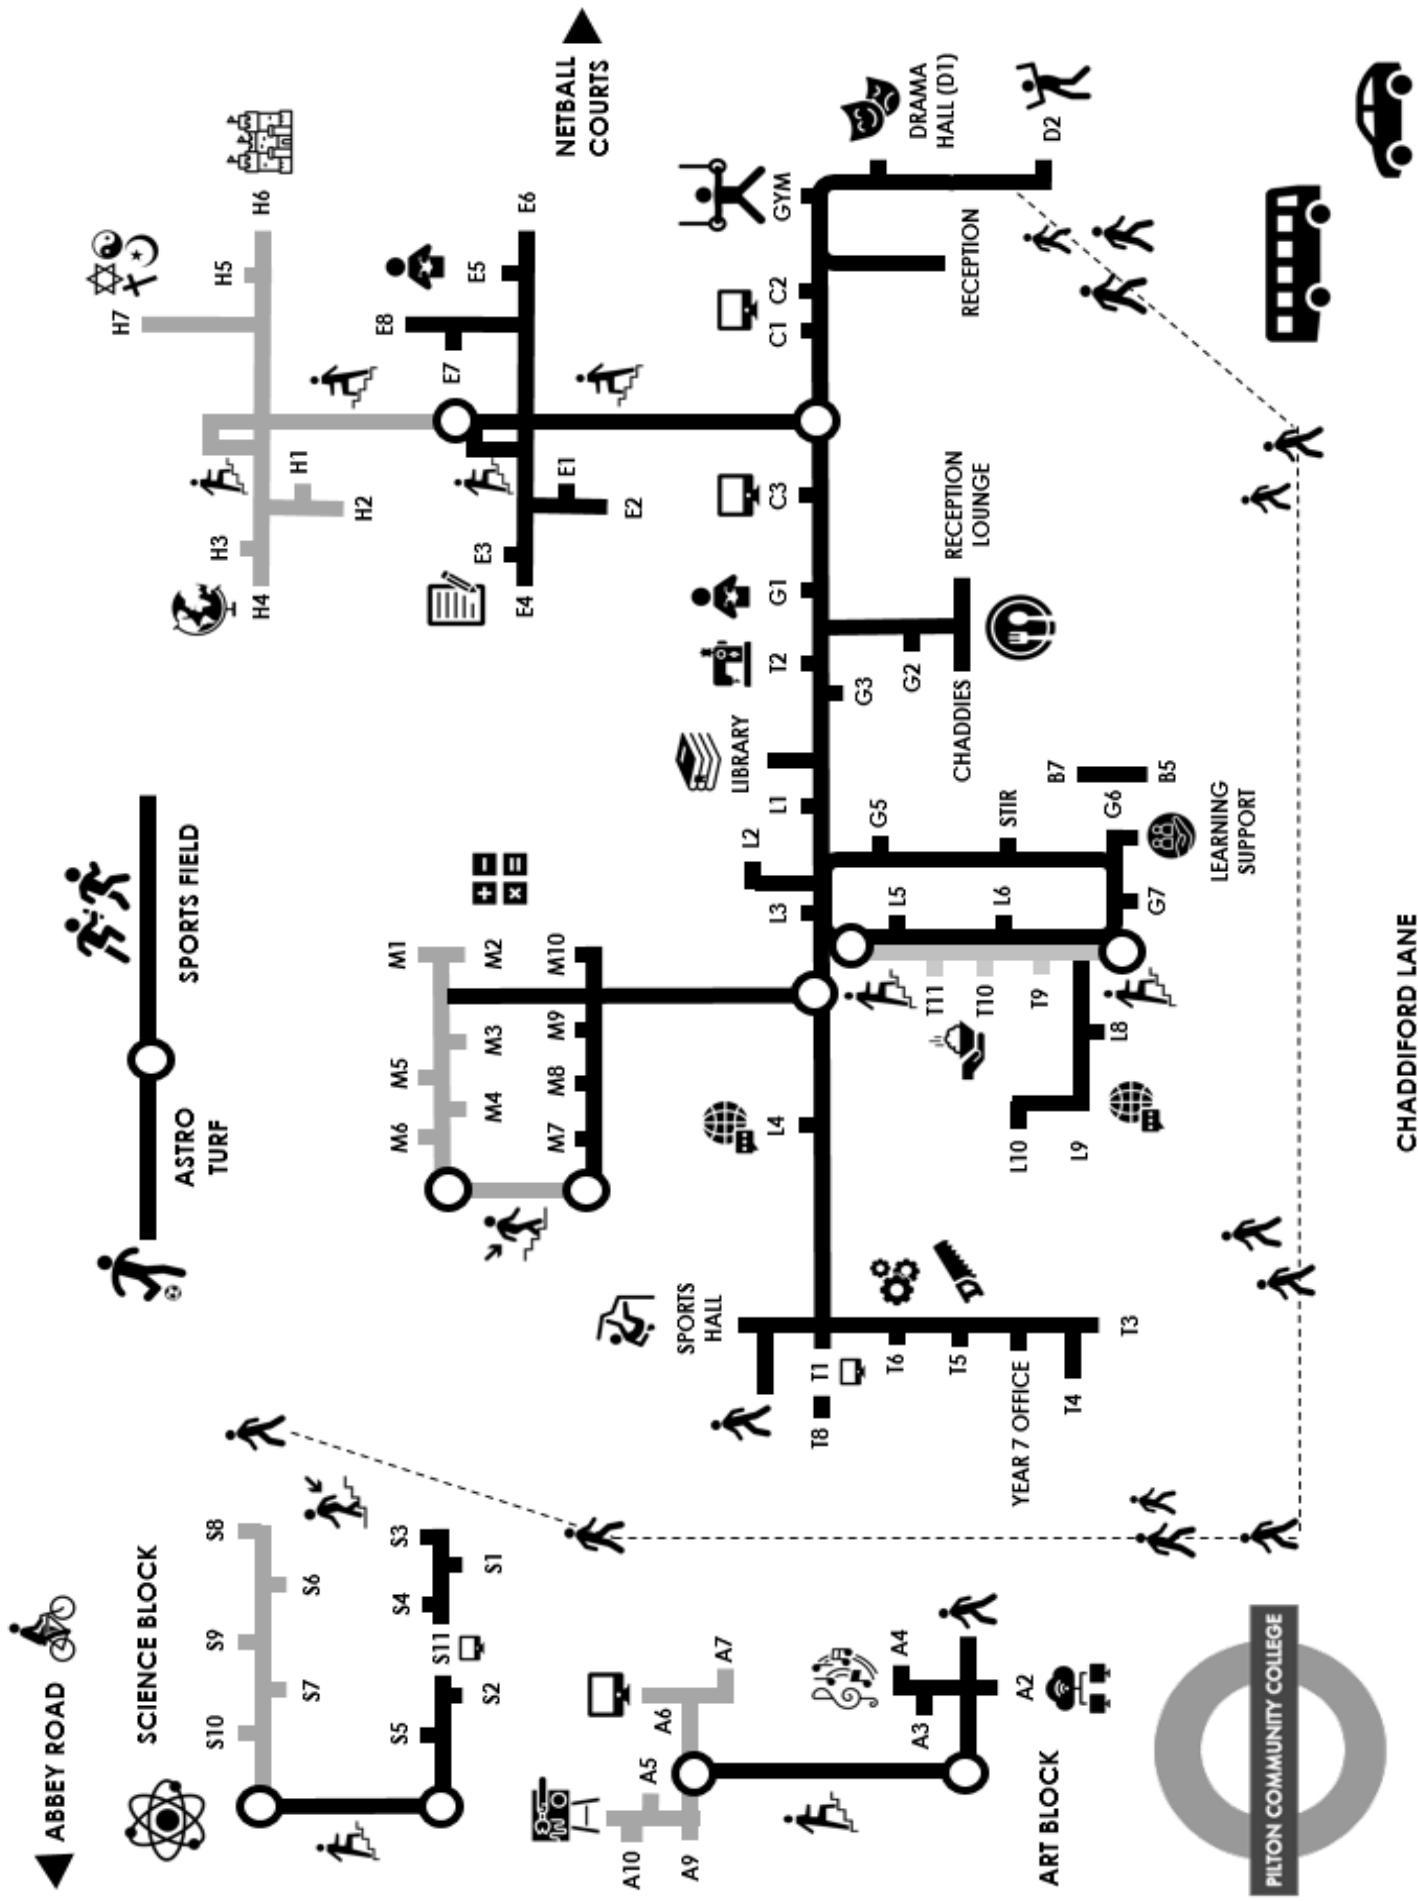 ABBEY ROAD
SCIENCE BLOCK
ASTRO
TURF
SPORTS FIELD
H7
S10
S9
S8
H3
H5
S7
S6
H4
H6
H1
H2
S5
S4
S3
M6
M5
M1
E8
S11
E7
S2
S1
M4
M3
M2
E3
E5
E4
E6
M7
M8
M9
M10
E1
E2
NETBALL
COURTS
A10
A5
A9
A6
A7
SPORTS
HALL
LIBRARY
L2
L4
L3
L1
T2
G1
C3
C1
C2
GYM
T8
T1
G3
A4
A3
T6
L5
G5
G2
DRAMA
HALL (D1)
T11
T5
CHADDIES
RECEPTION
LOUNGE
RECEPTION
T10
L6
STIR
A2
YEAR 7 OFFICE
L10
T9
D2
ART BLOCK
T4
L9
B7
T3
L8
G6
G7
B5
LEARNING
SUPPORT
PILTON COMMUNITY COLLEGE
CHADDIFORD LANE